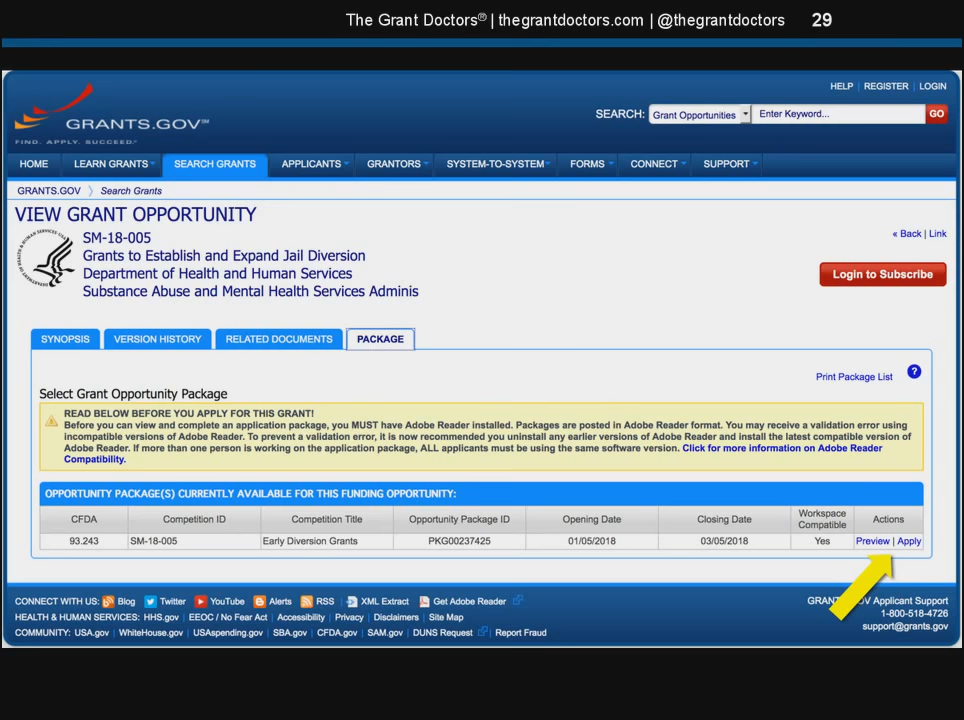 The Grant Doctors® | thegrantdoctors.com | @thegrantdoctors 29
HELP | REGISTER | LOGIN
SEARCH: Grant Opportunities Enter Keyword... GO
GRANTS.GOV℠
FIND. APPLY. SUCCEED.℠
HOME LEARN GRANTS SEARCH GRANTS APPLICANTS GRANTORS SYSTEM-TO-SYSTEM FORMS CONNECT SUPPORT
GRANTS.GOV 〉 Search Grants
VIEW GRANT OPPORTUNITY
SM-18-005
« Back | Link
Grants to Establish and Expand Jail Diversion
Department of Health and Human Services
Login to Subscribe
Substance Abuse and Mental Health Services Adminis
SYNOPSIS VERSION HISTORY RELATED DOCUMENTS PACKAGE
Print Package List ?
Select Grant Opportunity Package
READ BELOW BEFORE YOU APPLY FOR THIS GRANT!
Before you can view and complete an application package, you MUST have Adobe Reader installed. Packages are posted in Adobe Reader format. You may receive a validation error using
incompatible versions of Adobe Reader. To prevent a validation error, it is now recommended you uninstall any earlier versions of Adobe Reader and install the latest compatible version of
Adobe Reader. If more than one person is working on the application package, ALL applicants must be using the same software version. Click for more information on Adobe Reader
Compatibility.
OPPORTUNITY PACKAGE(S) CURRENTLY AVAILABLE FOR THIS FUNDING OPPORTUNITY:
CFDA Competition ID Competition Title Opportunity Package ID Opening Date Closing Date Workspace Compatible Actions
93.243 SM-18-005 Early Diversion Grants PKG00237425 01/05/2018 03/05/2018 Yes Preview | Apply
CONNECT WITH US: Blog Twitter YouTube Alerts RSS | XML Extract Get Adobe Reader
HEALTH & HUMAN SERVICES: HHS.gov | EEOC / No Fear Act | Accessibility | Privacy | Disclaimers | Site Map
COMMUNITY: USA.gov | WhiteHouse.gov | USAspending.gov | SBA.gov | CFDA.gov | SAM.gov | DUNS Request | Report Fraud
Applicant Support
1-800-518-4726
support@grants.gov